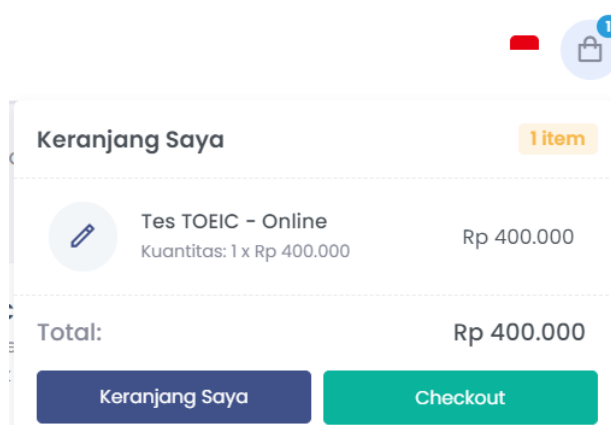 1
Keranjang Saya
1 item
Tes TOEIC - Online
Kuantitas: 1 x Rp 400.000
Rp 400.000
Total:
Rp 400.000
Keranjang Saya
Checkout